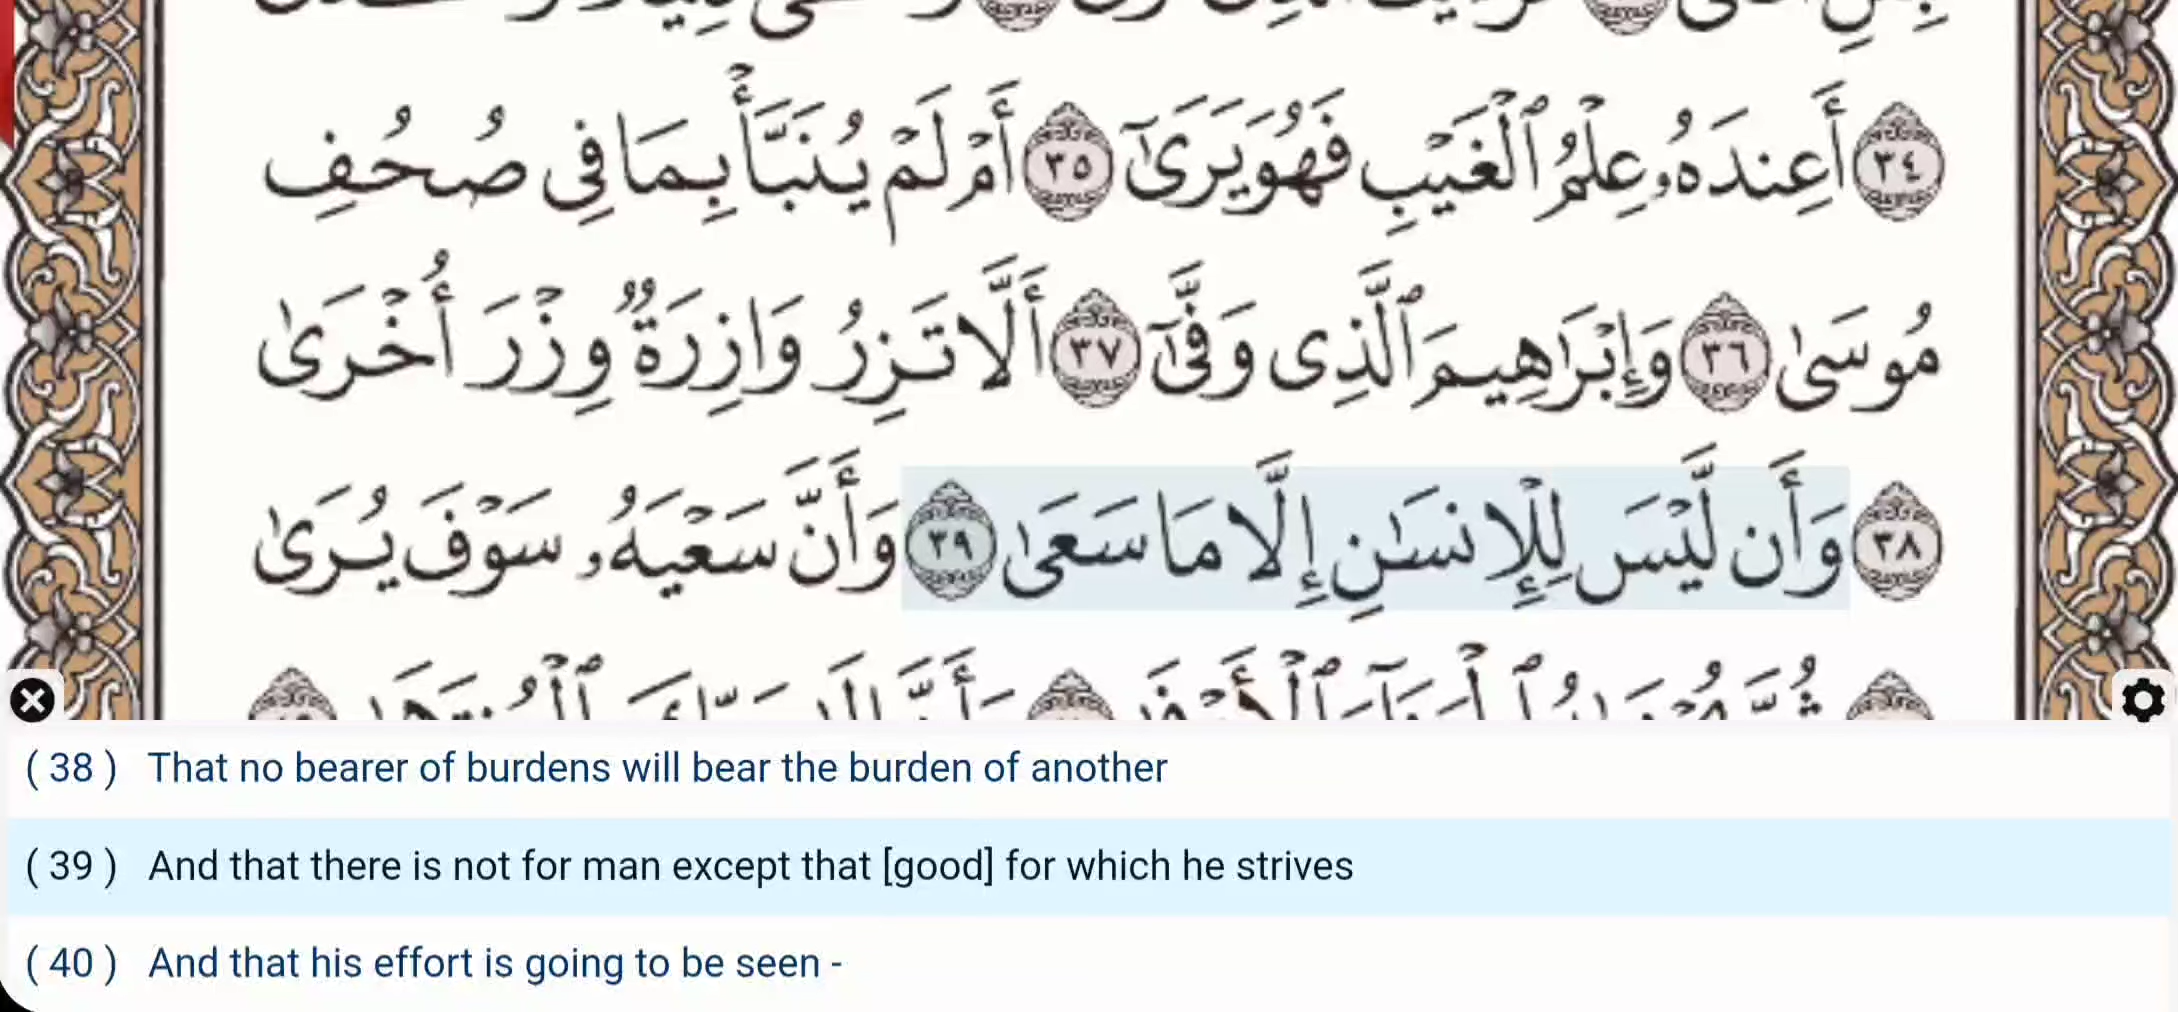 ٣٤ أَعِندَهُۥ عِلْمُ ٱلْغَيْبِ فَهُوَ يَرَىٰٓ ٣٥ أَمْ لَمْ يُنَبَّأْ بِمَا فِى صُحُفِ
مُوسَىٰ ٣٦ وَإِبْرَٰهِيمَ ٱلَّذِى وَفَّىٰٓ ٣٧ أَلَّا تَزِرُ وَازِرَةٌ وِزْرَ أُخْرَىٰ
٣٨ وَأَن لَّيْسَ لِلْإِنسَٰنِ إِلَّا مَا سَعَىٰ ٣٩ وَأَنَّ سَعْيَهُۥ سَوْفَ يُرَىٰ
( 38 ) That no bearer of burdens will bear the burden of another
( 39 ) And that there is not for man except that [good] for which he strives
( 40 ) And that his effort is going to be seen -